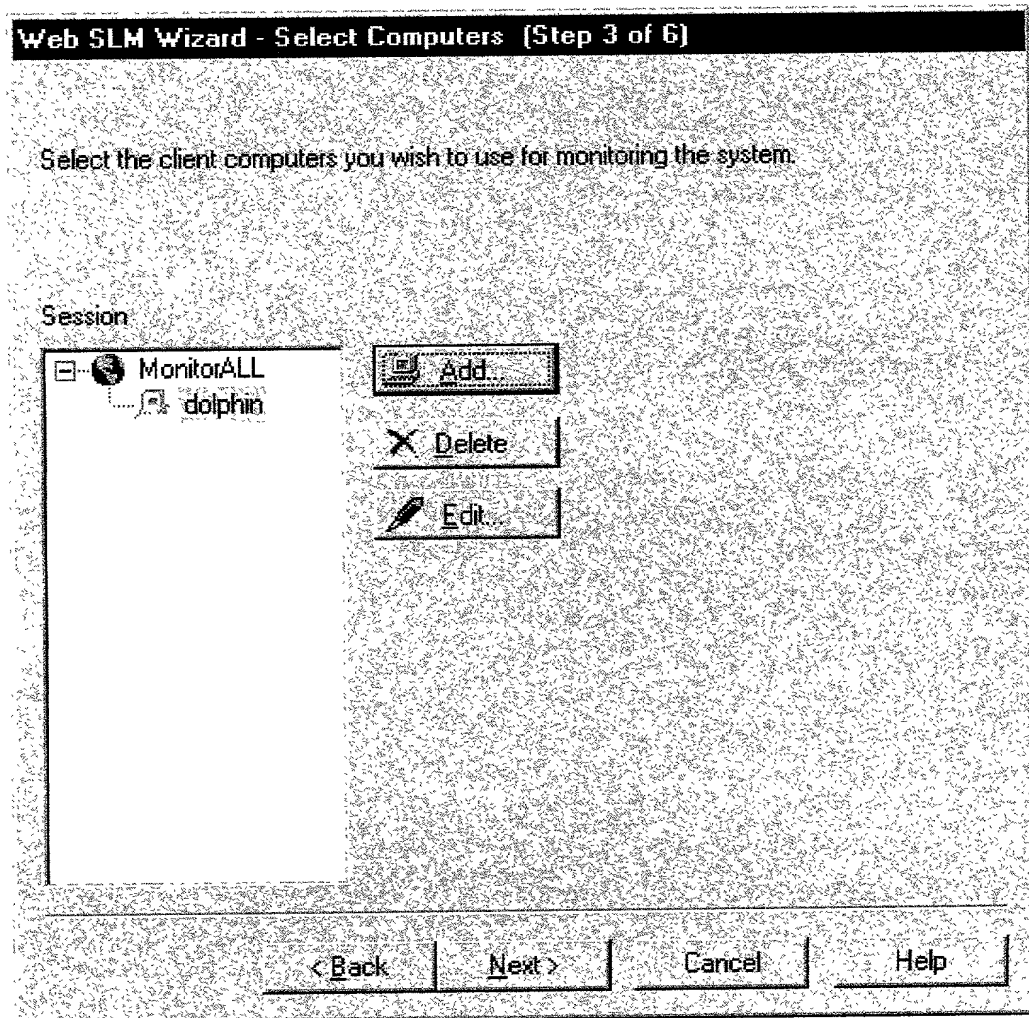 Web SLM Wizard - Select Computers (Step 3 of 6)
Select the client computers you wish to use for monitoring the system.
Session
MonitorALL
dolphin
Add...
Delete
Edit...
< Back Next > Cancel Help